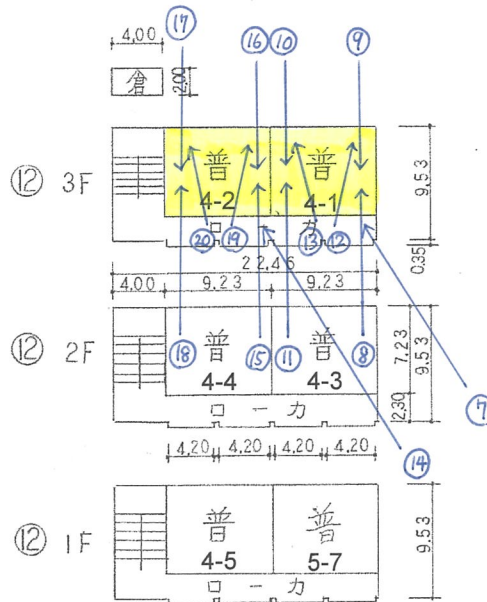 ⑰ ⑯ ⑩ ⑨
4,00
倉 2,00
⑫ 3F
普 普
4-2 4-1
9,53
ロ カ
⑳ ⑲ ⑬ ⑫
0,35
22,46
4,00 9,23 9,23
⑫ 2F
普 普
4-4 4-3
⑱ ⑮ ⑪ ⑧
7,23
9,53
ローカ
2,30
⑦
4,20 4,20 4,20 4,20
⑭
⑫ 1F
普 普
4-5 5-7
9,53
ローカ